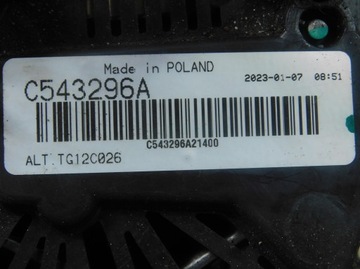 Made in POLAND
C543296A
2023-01-07 08:51
C543296A21400
ALT.TG12C026